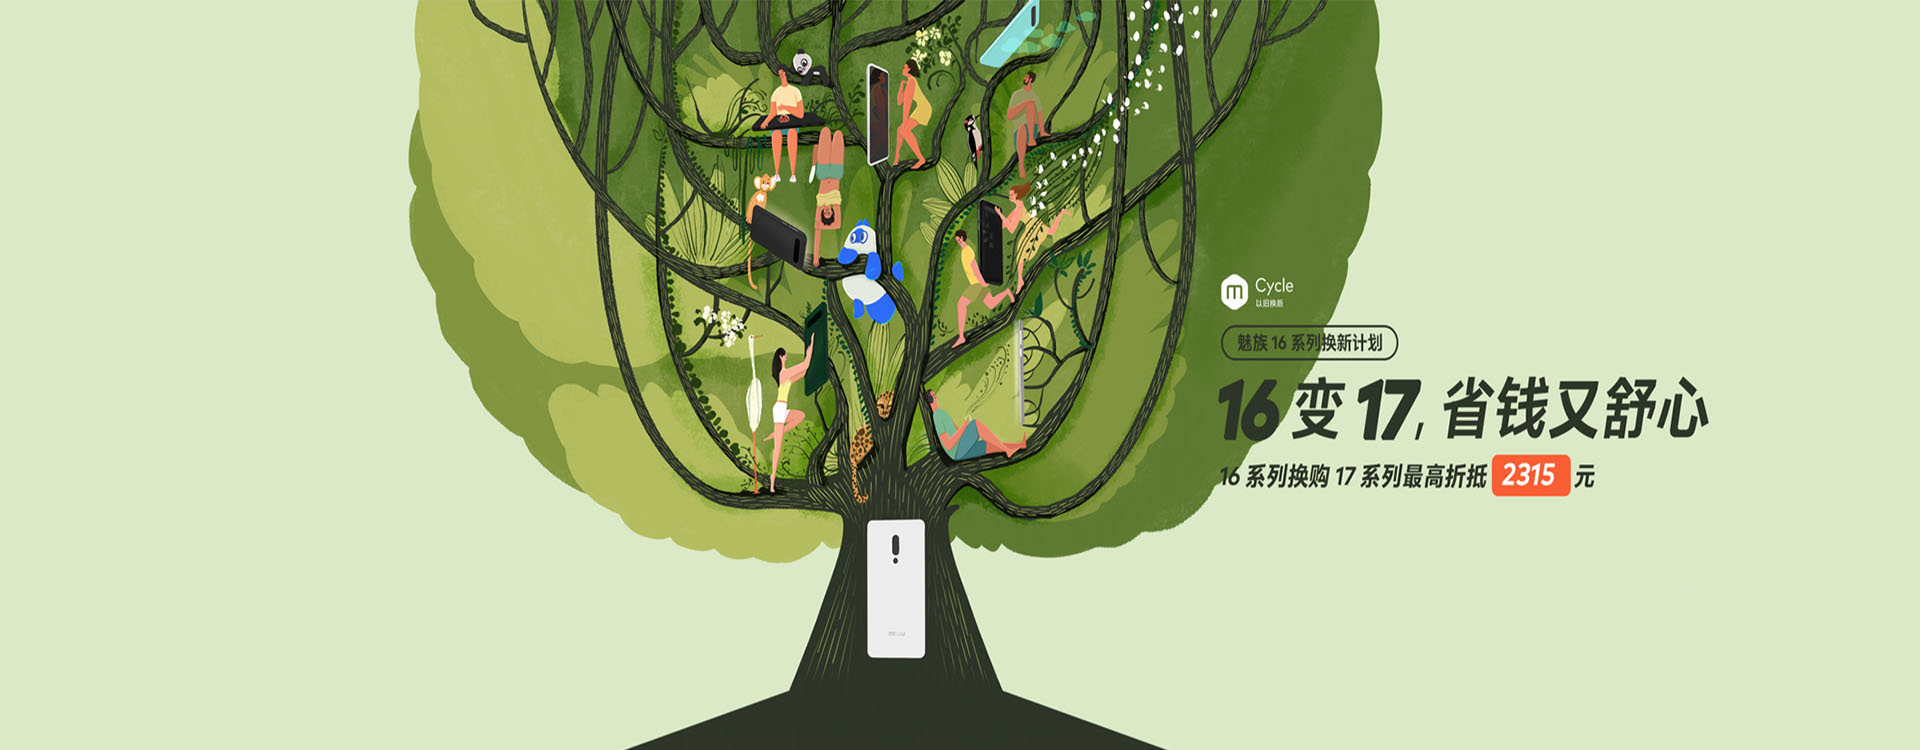 m Cycle
以旧换新
魅族 16 系列换新计划
16 变 17, 省钱又舒心
16 系列换购 17 系列最高折抵 2315 元